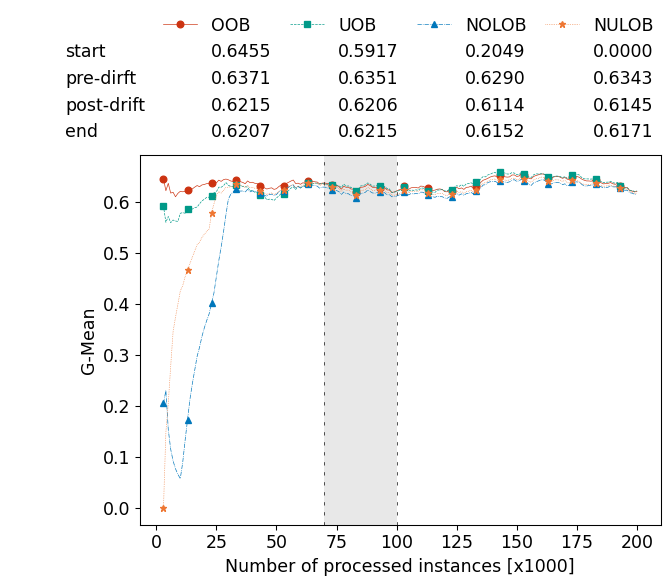 OOB UOB NOLOB NULOB
start 0.6455 0.5917 0.2049 0.0000
pre-dirft 0.6371 0.6351 0.6290 0.6343
post-drift 0.6215 0.6206 0.6114 0.6145
end 0.6207 0.6215 0.6152 0.6171
0.6
0.5
0.4
0.3
0.2
0.1
0.0
G-Mean
0 25 50 75 100 125 150 175 200
Number of processed instances [x1000]